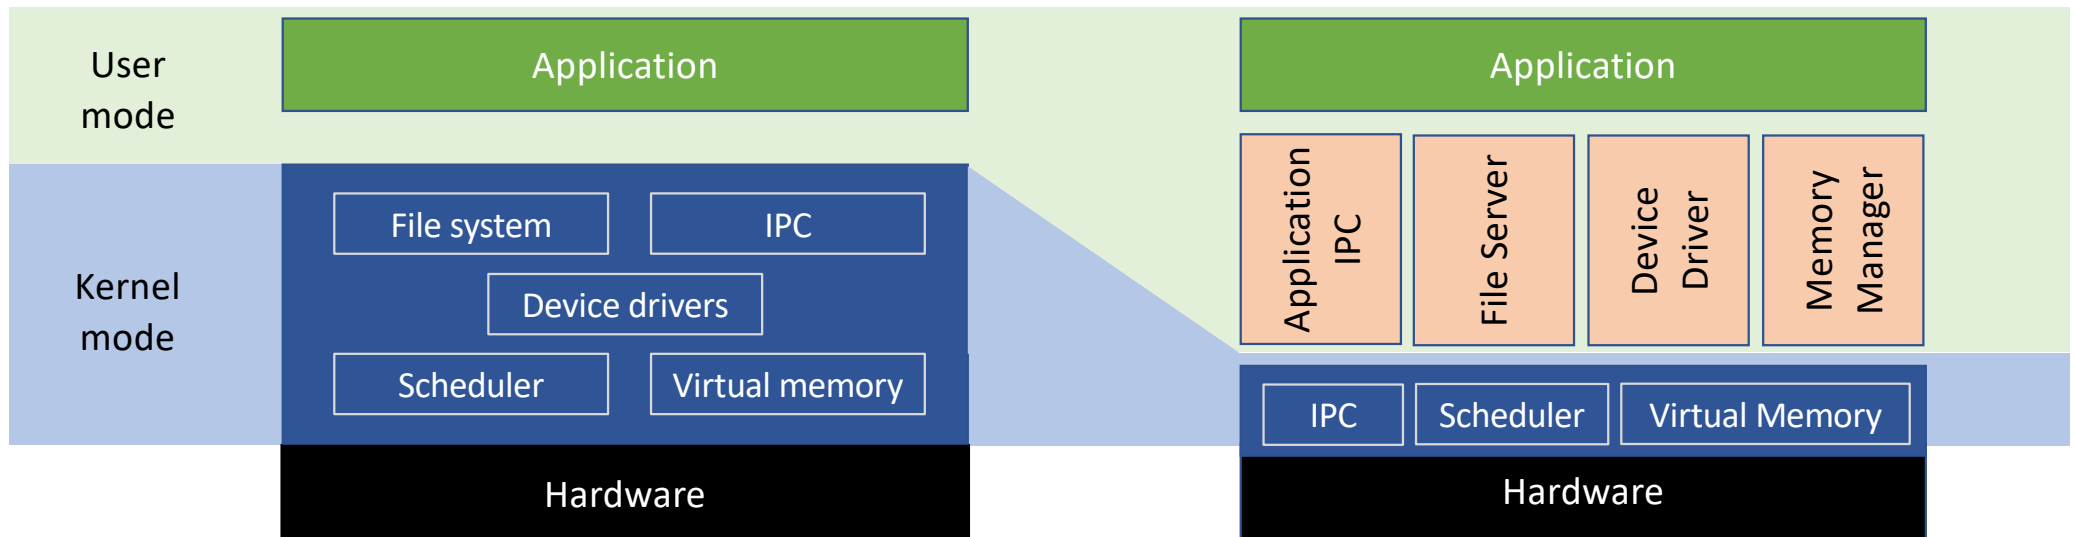 User
mode
Application
Kernel
mode
File system
IPC
Device drivers
Scheduler
Virtual memory
Hardware
Application
Application
IPC
File Server
Device
Driver
Memory
Manager
IPC
Scheduler
Virtual Memory
Hardware